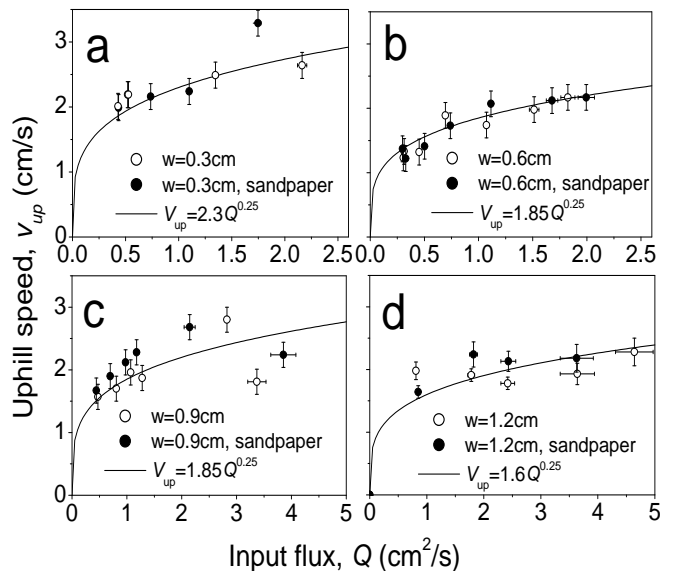 a
b
3
2
1
0
w=0.3cm
w=0.3cm, sandpaper
V_up=2.3Q^0.25
w=0.6cm
w=0.6cm, sandpaper
V_up=1.85Q^0.25
0.0 0.5 1.0 1.5 2.0 2.5
0.0 0.5 1.0 1.5 2.0 2.5
c
d
3
2
1
0
w=0.9cm
w=0.9cm, sandpaper
V_up=1.85Q^0.25
w=1.2cm
w=1.2cm, sandpaper
V_up=1.6Q^0.25
0 1 2 3 4 5
0 1 2 3 4 5
Uphill speed, v_up (cm/s)
Input flux, Q (cm²/s)